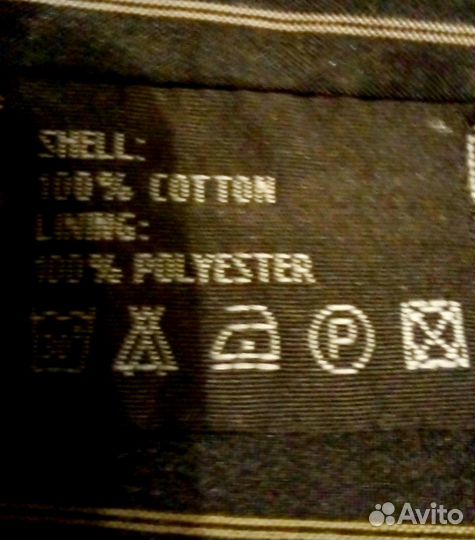 SHELL:
100% COTTON
LINING:
100% POLYESTER
P
Avito